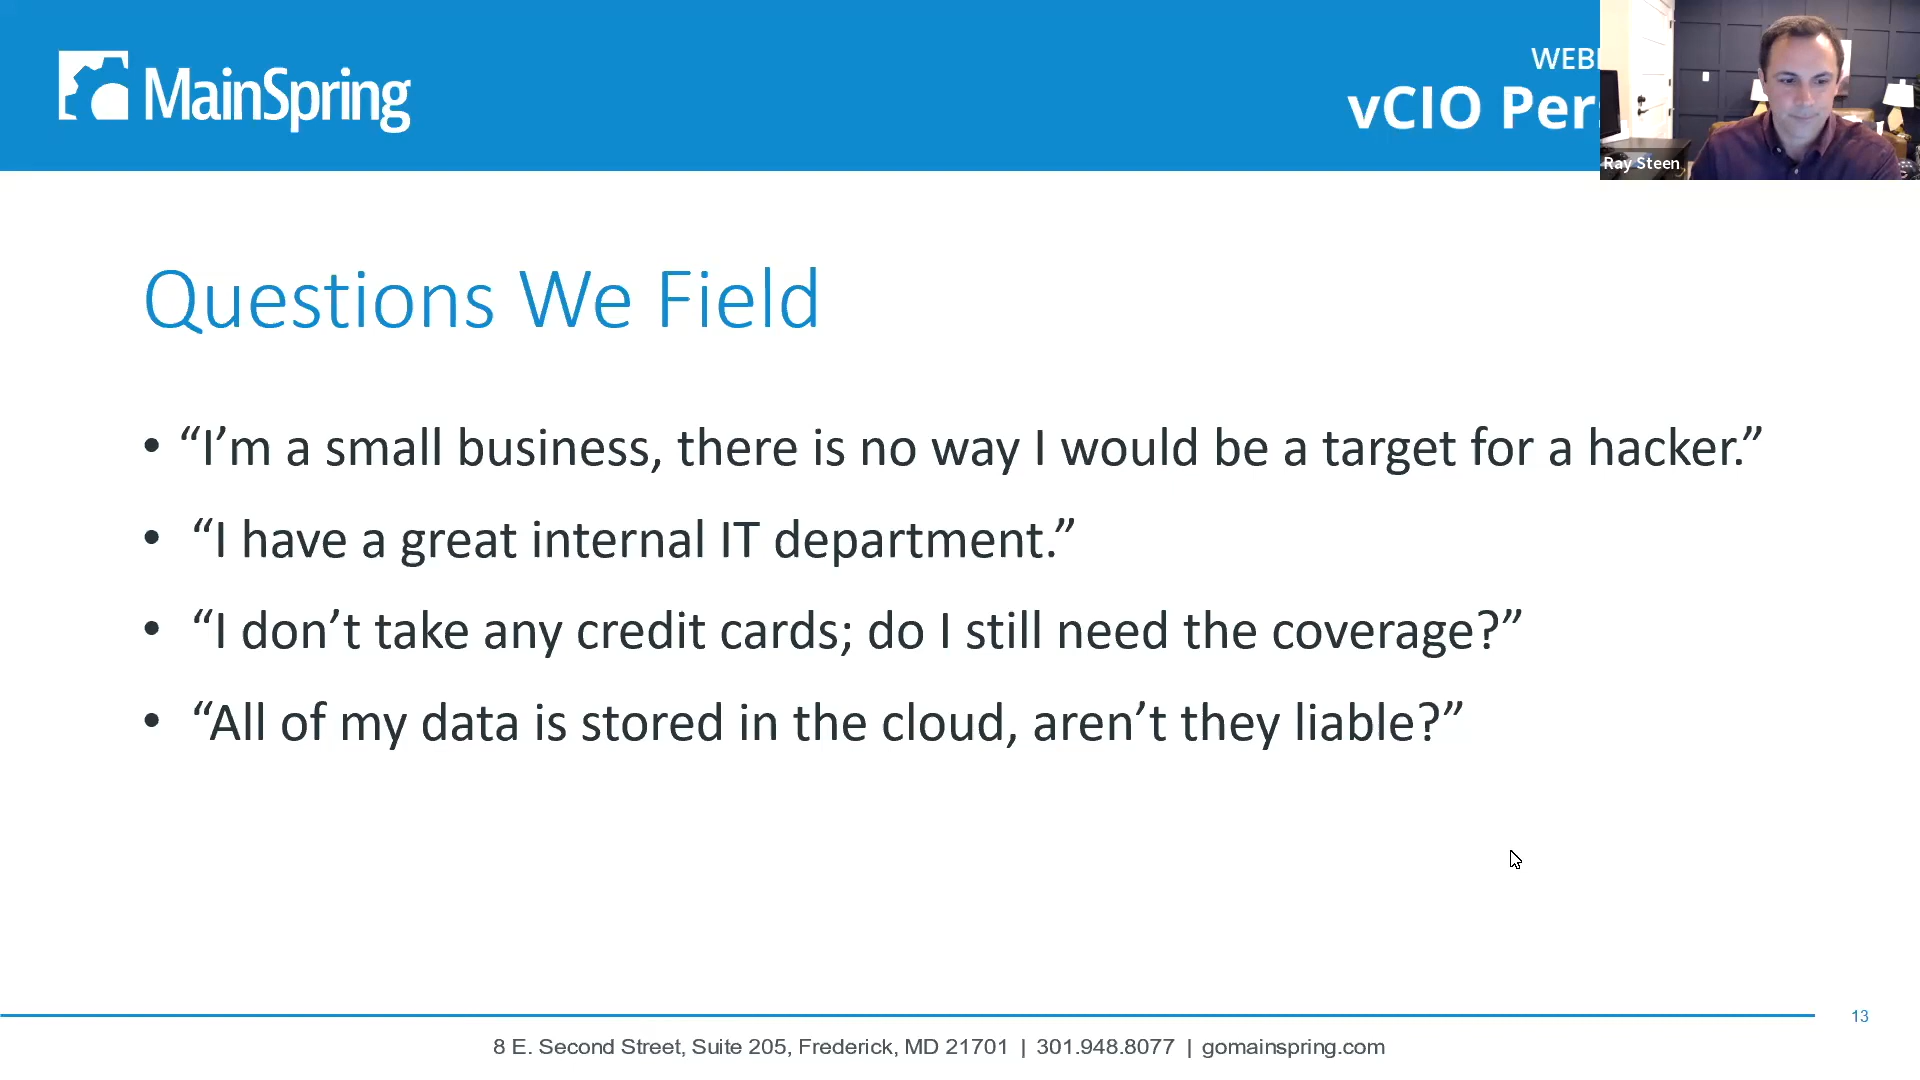 MainSpring
vCIO
Ray Steen
Questions We Field
• “I’m a small business, there is no way I would be a target for a hacker.”
• “I have a great internal IT department.”
• “I don’t take any credit cards; do I still need the coverage?”
• “All of my data is stored in the cloud, aren’t they liable?”
13
8 E. Second Street, Suite 205, Frederick, MD 21701 | 301.948.8077 | gomainspring.com